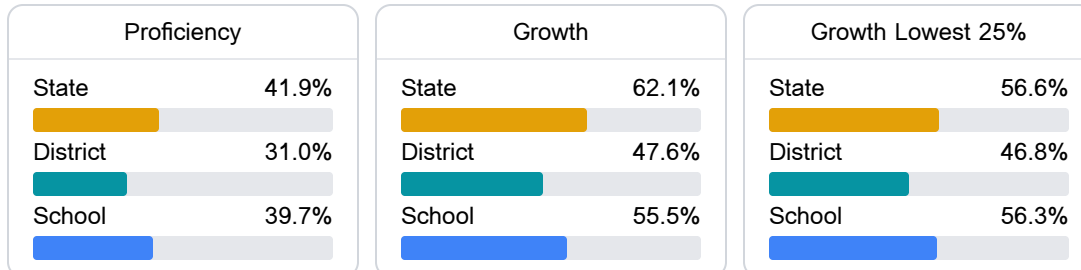 Proficiency
State 41.9%
District 31.0%
School 39.7%
Growth
State 62.1%
District 47.6%
School 55.5%
Growth Lowest 25%
State 56.6%
District 46.8%
School 56.3%